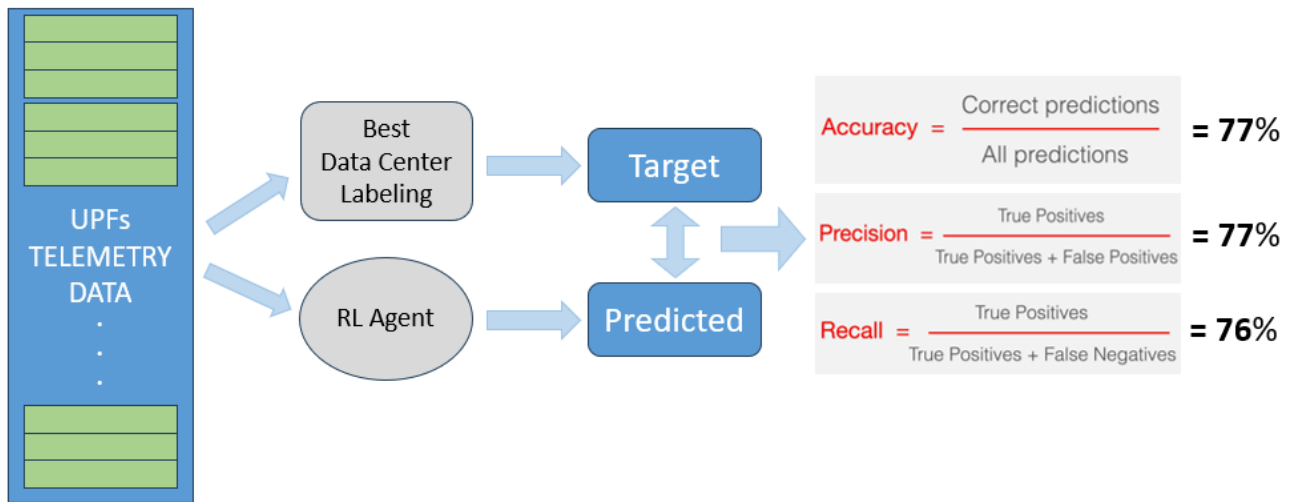 UPFs
TELEMETRY
DATA
.
.
.
Best
Data Center
Labeling
RL Agent
Target
Predicted
Accuracy = Correct predictions
All predictions
= 77%
Precision = True Positives
True Positives + False Positives
= 77%
Recall = True Positives
True Positives + False Negatives
= 76%